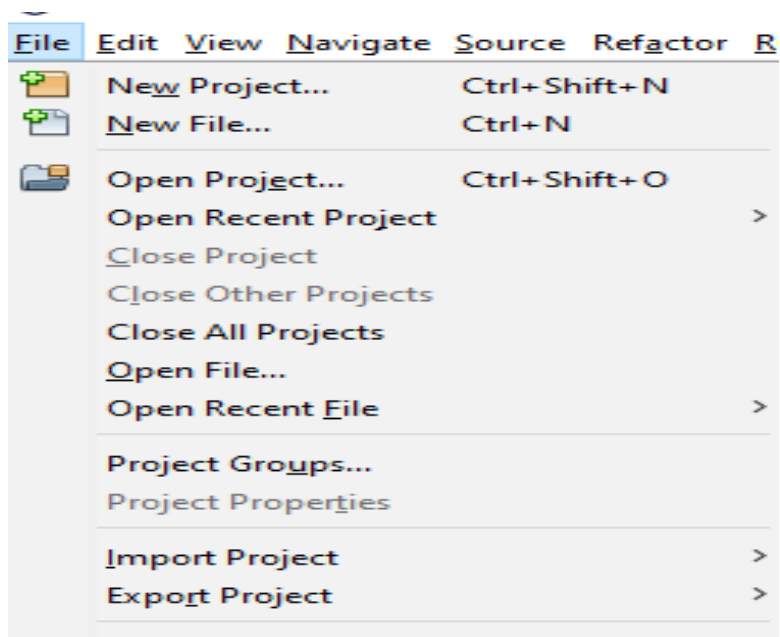 File Edit View Navigate Source Refactor R
New Project... Ctrl+Shift+N
New File... Ctrl+N
Open Project... Ctrl+Shift+O
Open Recent Project >
Close Project
Close Other Projects
Close All Projects
Open File...
Open Recent File >
Project Groups...
Project Properties
Import Project >
Export Project >